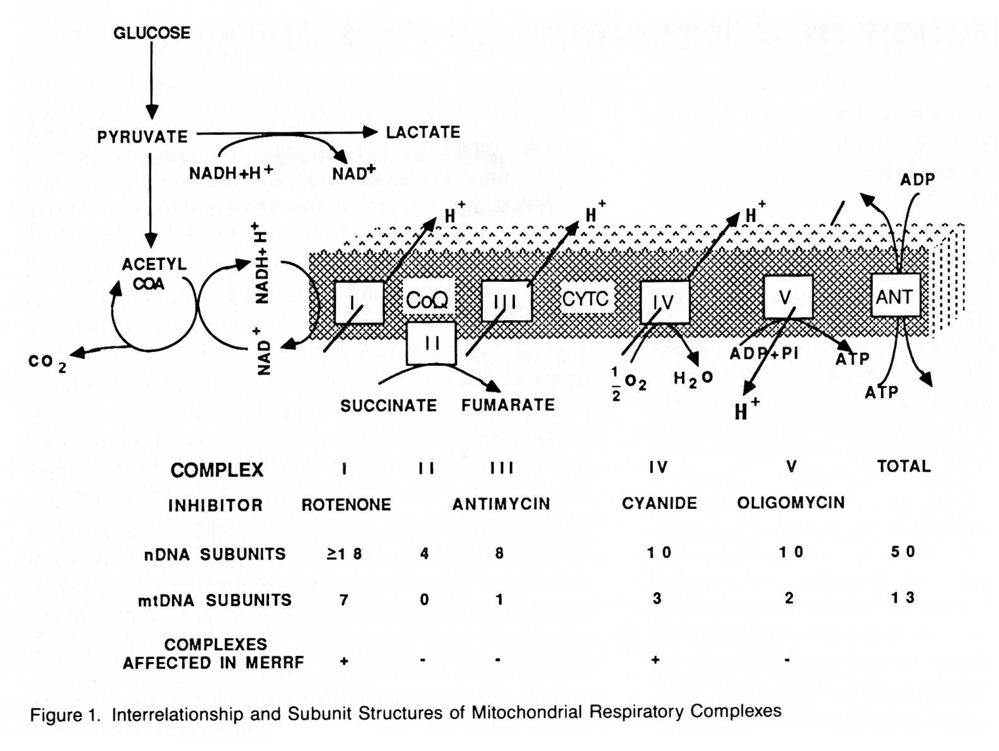 GLUCOSE
PYRUVATE
LACTATE
NADH+H+
NAD+
ACETYL
COA
CO2
NADH+H+
NAD+
H+
H+
H+
ADP
I
CoQ
II
III
CYTC
IV
V
ANT
SUCCINATE
FUMARATE
1/2 O2
H2O
ADP+PI
ATP
H+
ATP
COMPLEX I II III IV V TOTAL
INHIBITOR ROTENONE ANTIMYCIN CYANIDE OLIGOMYCIN
nDNA SUBUNITS ≥18 4 8 10 10 50
mtDNA SUBUNITS 7 0 1 3 2 13
COMPLEXES
AFFECTED IN MERRF + - - + -
Figure 1. Interrelationship and Subunit Structures of Mitochondrial Respiratory Complexes